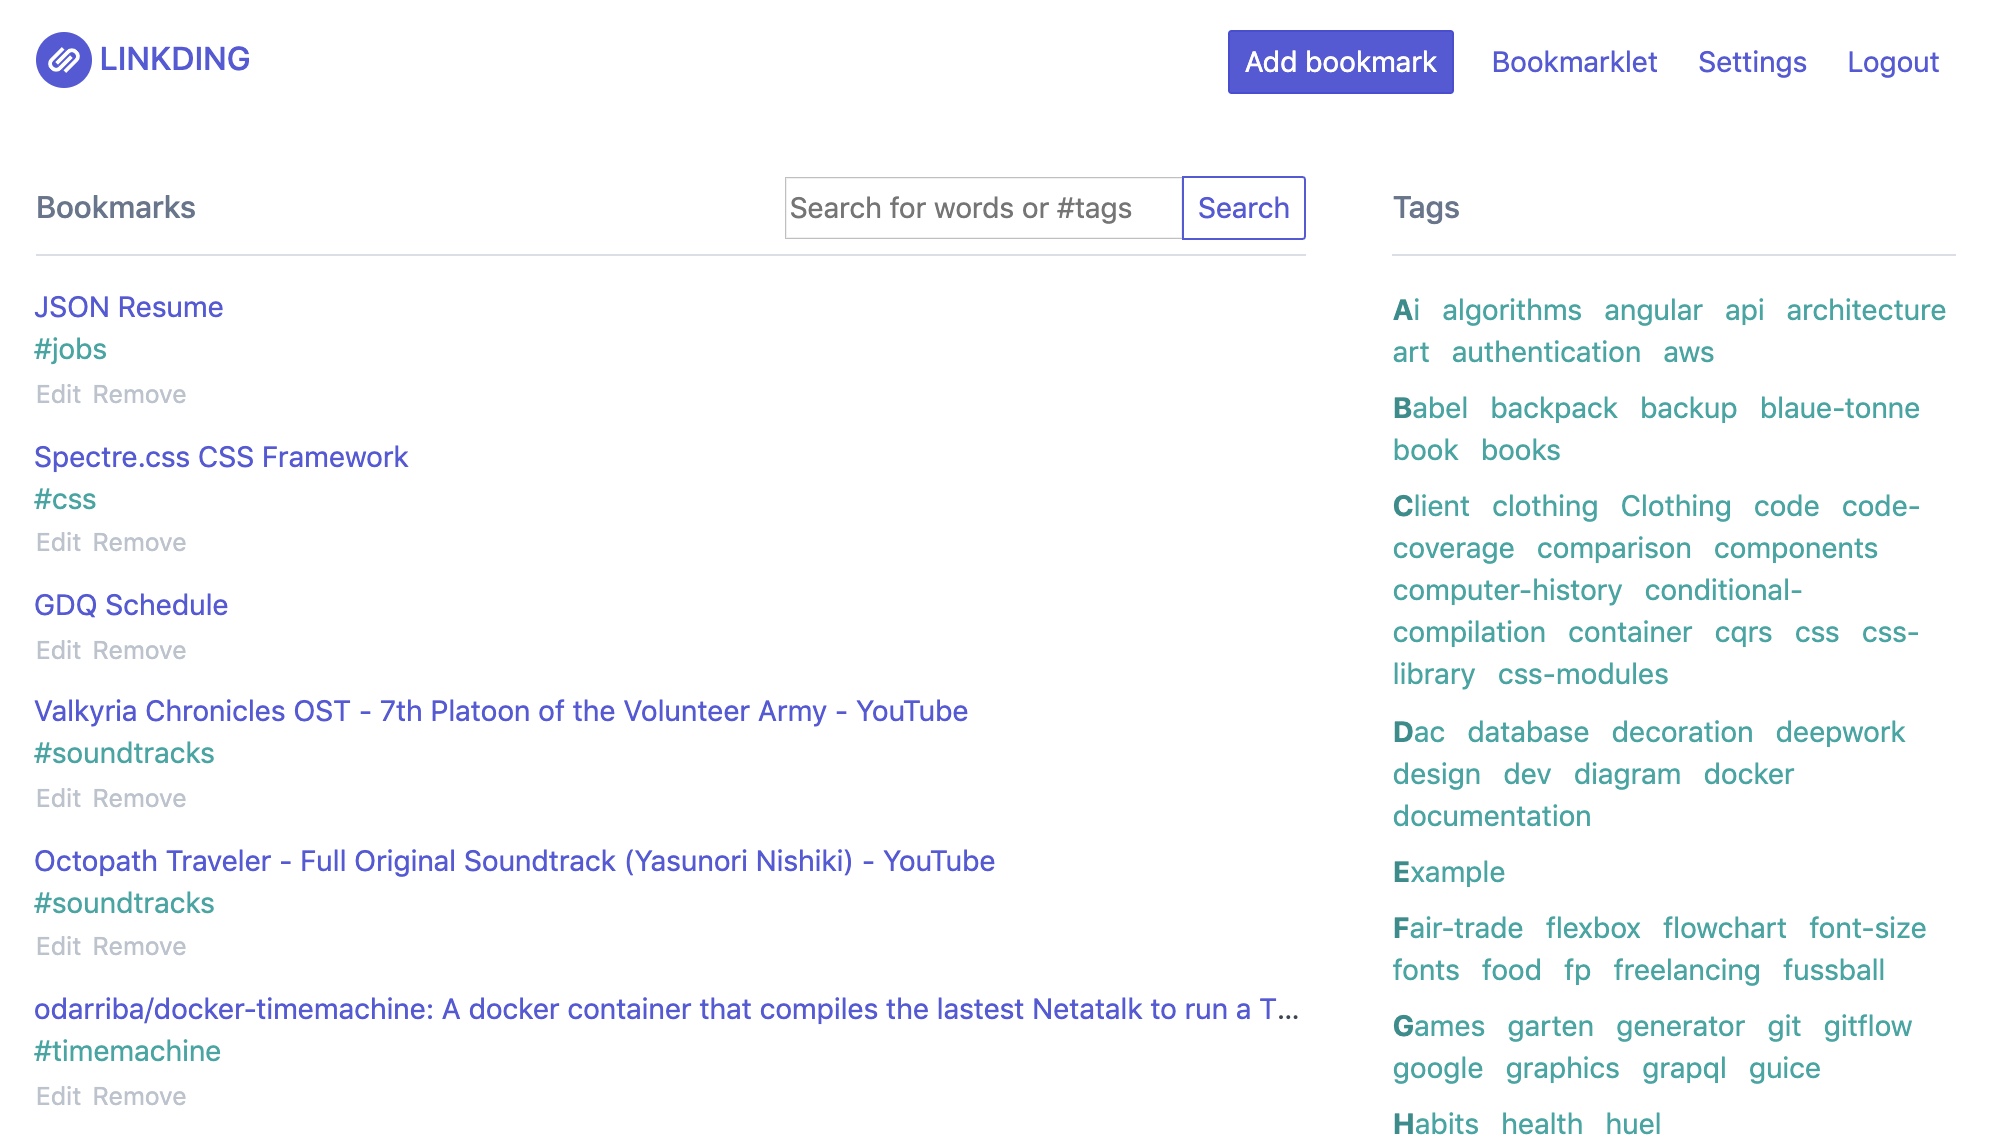 LINKDING
Add bookmark Bookmarklet Settings Logout
Bookmarks
Search for words or #tags Search
JSON Resume
#jobs
Edit Remove
Spectre.css CSS Framework
#css
Edit Remove
GDQ Schedule
Edit Remove
Valkyria Chronicles OST - 7th Platoon of the Volunteer Army - YouTube
#soundtracks
Edit Remove
Octopath Traveler - Full Original Soundtrack (Yasunori Nishiki) - YouTube
#soundtracks
Edit Remove
odarriba/docker-timemachine: A docker container that compiles the lastest Netatalk to run a T...
#timemachine
Edit Remove
Tags
Ai algorithms angular api architecture
art authentication aws
Babel backpack backup blaue-tonne
book books
Client clothing Clothing code code-
coverage comparison components
computer-history conditional-
compilation container cqrs css css-
library css-modules
Dac database decoration deepwork
design dev diagram docker
documentation
Example
Fair-trade flexbox flowchart font-size
fonts food fp freelancing fussball
Games garten generator git gitflow
google graphics grapql guice
Habits health huel